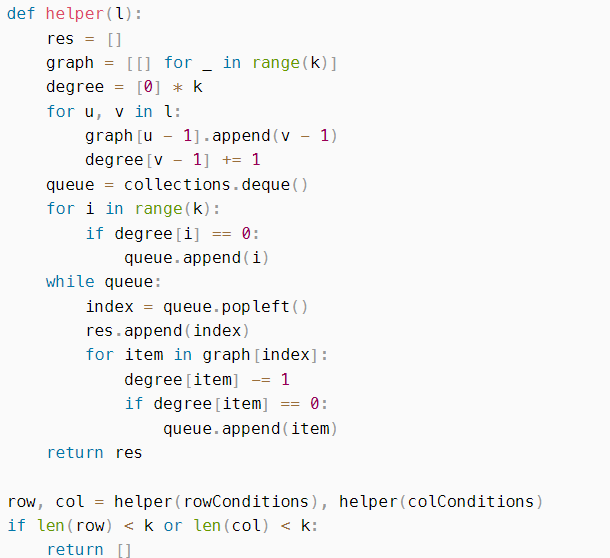 def helper(l):
    res = []
    graph = [[] for _ in range(k)]
    degree = [0] * k
    for u, v in l:
        graph[u - 1].append(v - 1)
        degree[v - 1] += 1
    queue = collections.deque()
    for i in range(k):
        if degree[i] == 0:
            queue.append(i)
    while queue:
        index = queue.popleft()
        res.append(index)
        for item in graph[index]:
            degree[item] -= 1
            if degree[item] == 0:
                queue.append(item)
    return res

row, col = helper(rowConditions), helper(colConditions)
if len(row) < k or len(col) < k:
    return []